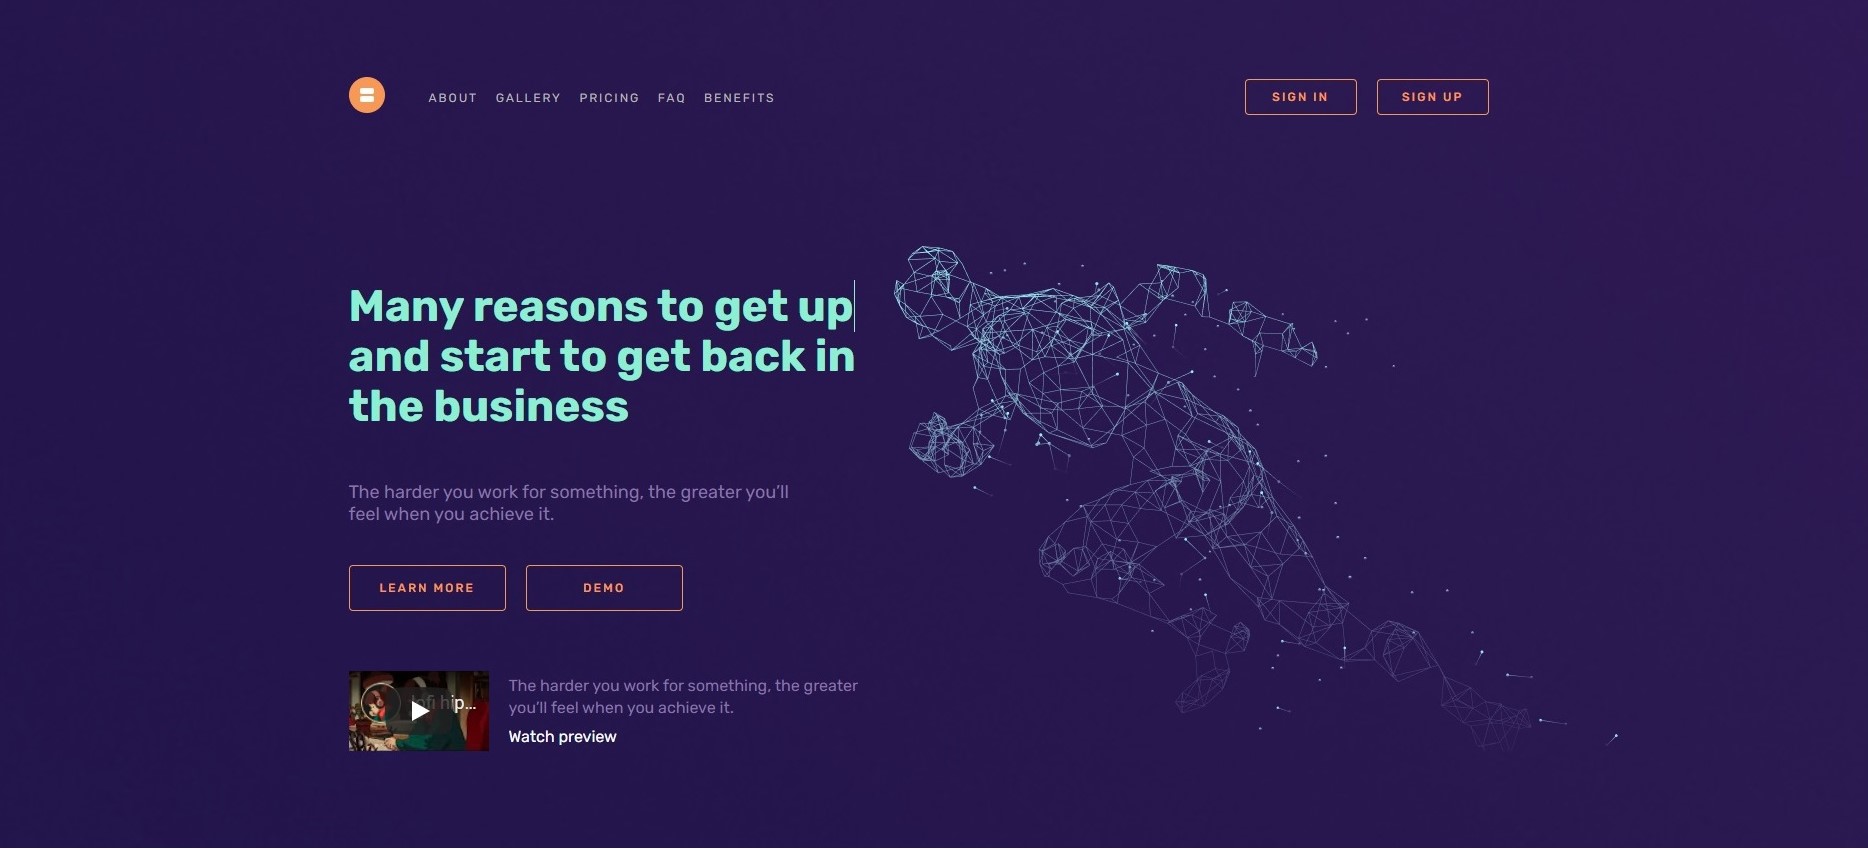 ABOUT GALLERY PRICING FAQ BENEFITS
SIGN IN SIGN UP
Many reasons to get up
and start to get back in
the business
The harder you work for something, the greater you’ll
feel when you achieve it.
LEARN MORE DEMO
hip...
The harder you work for something, the greater
you’ll feel when you achieve it.
Watch preview